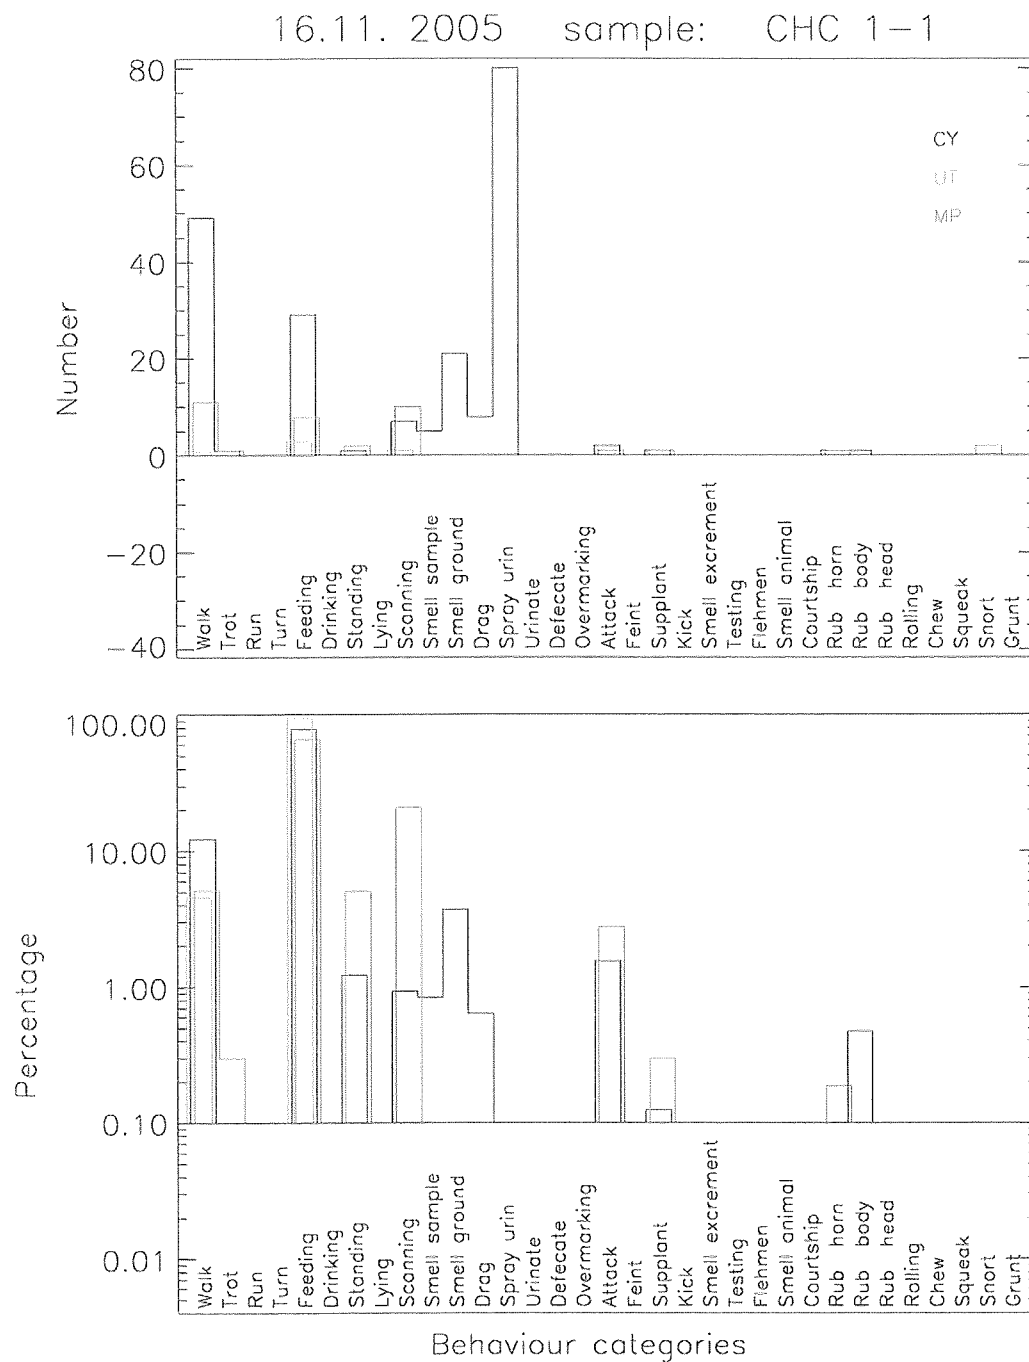 16.11. 2005 sample: CHC 1-1
80
60
40
20
0
-20
-40
Number
CY
UT
MP
Walk
Trot
Run
Turn
Feeding
Drinking
Standing
Lying
Scanning
Smell sample
Smell ground
Drag
Spray urin
Urinate
Defecate
Overmarking
Attack
Feint
Supplant
Kick
Smell excrement
Testing
Flehmen
Smell animal
Courtship
Rub horn
Rub body
Rub head
Rolling
Chew
Squeak
Snort
Grunt
100.00
10.00
1.00
0.10
0.01
Percentage
Walk
Trot
Run
Turn
Feeding
Drinking
Standing
Lying
Scanning
Smell sample
Smell ground
Drag
Spray urin
Urinate
Defecate
Overmarking
Attack
Feint
Supplant
Kick
Smell excrement
Testing
Flehmen
Smell animal
Courtship
Rub horn
Rub body
Rub head
Rolling
Chew
Squeak
Snort
Grunt
Behaviour categories